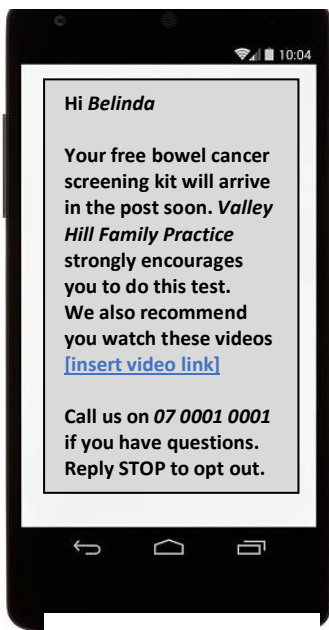 10:04
Hi Belinda
Your free bowel cancer
screening kit will arrive
in the post soon. Valley
Hill Family Practice
strongly encourages
you to do this test.
We also recommend
you watch these videos
[insert video link]
Call us on 07 0001 0001
if you have questions.
Reply STOP to opt out.